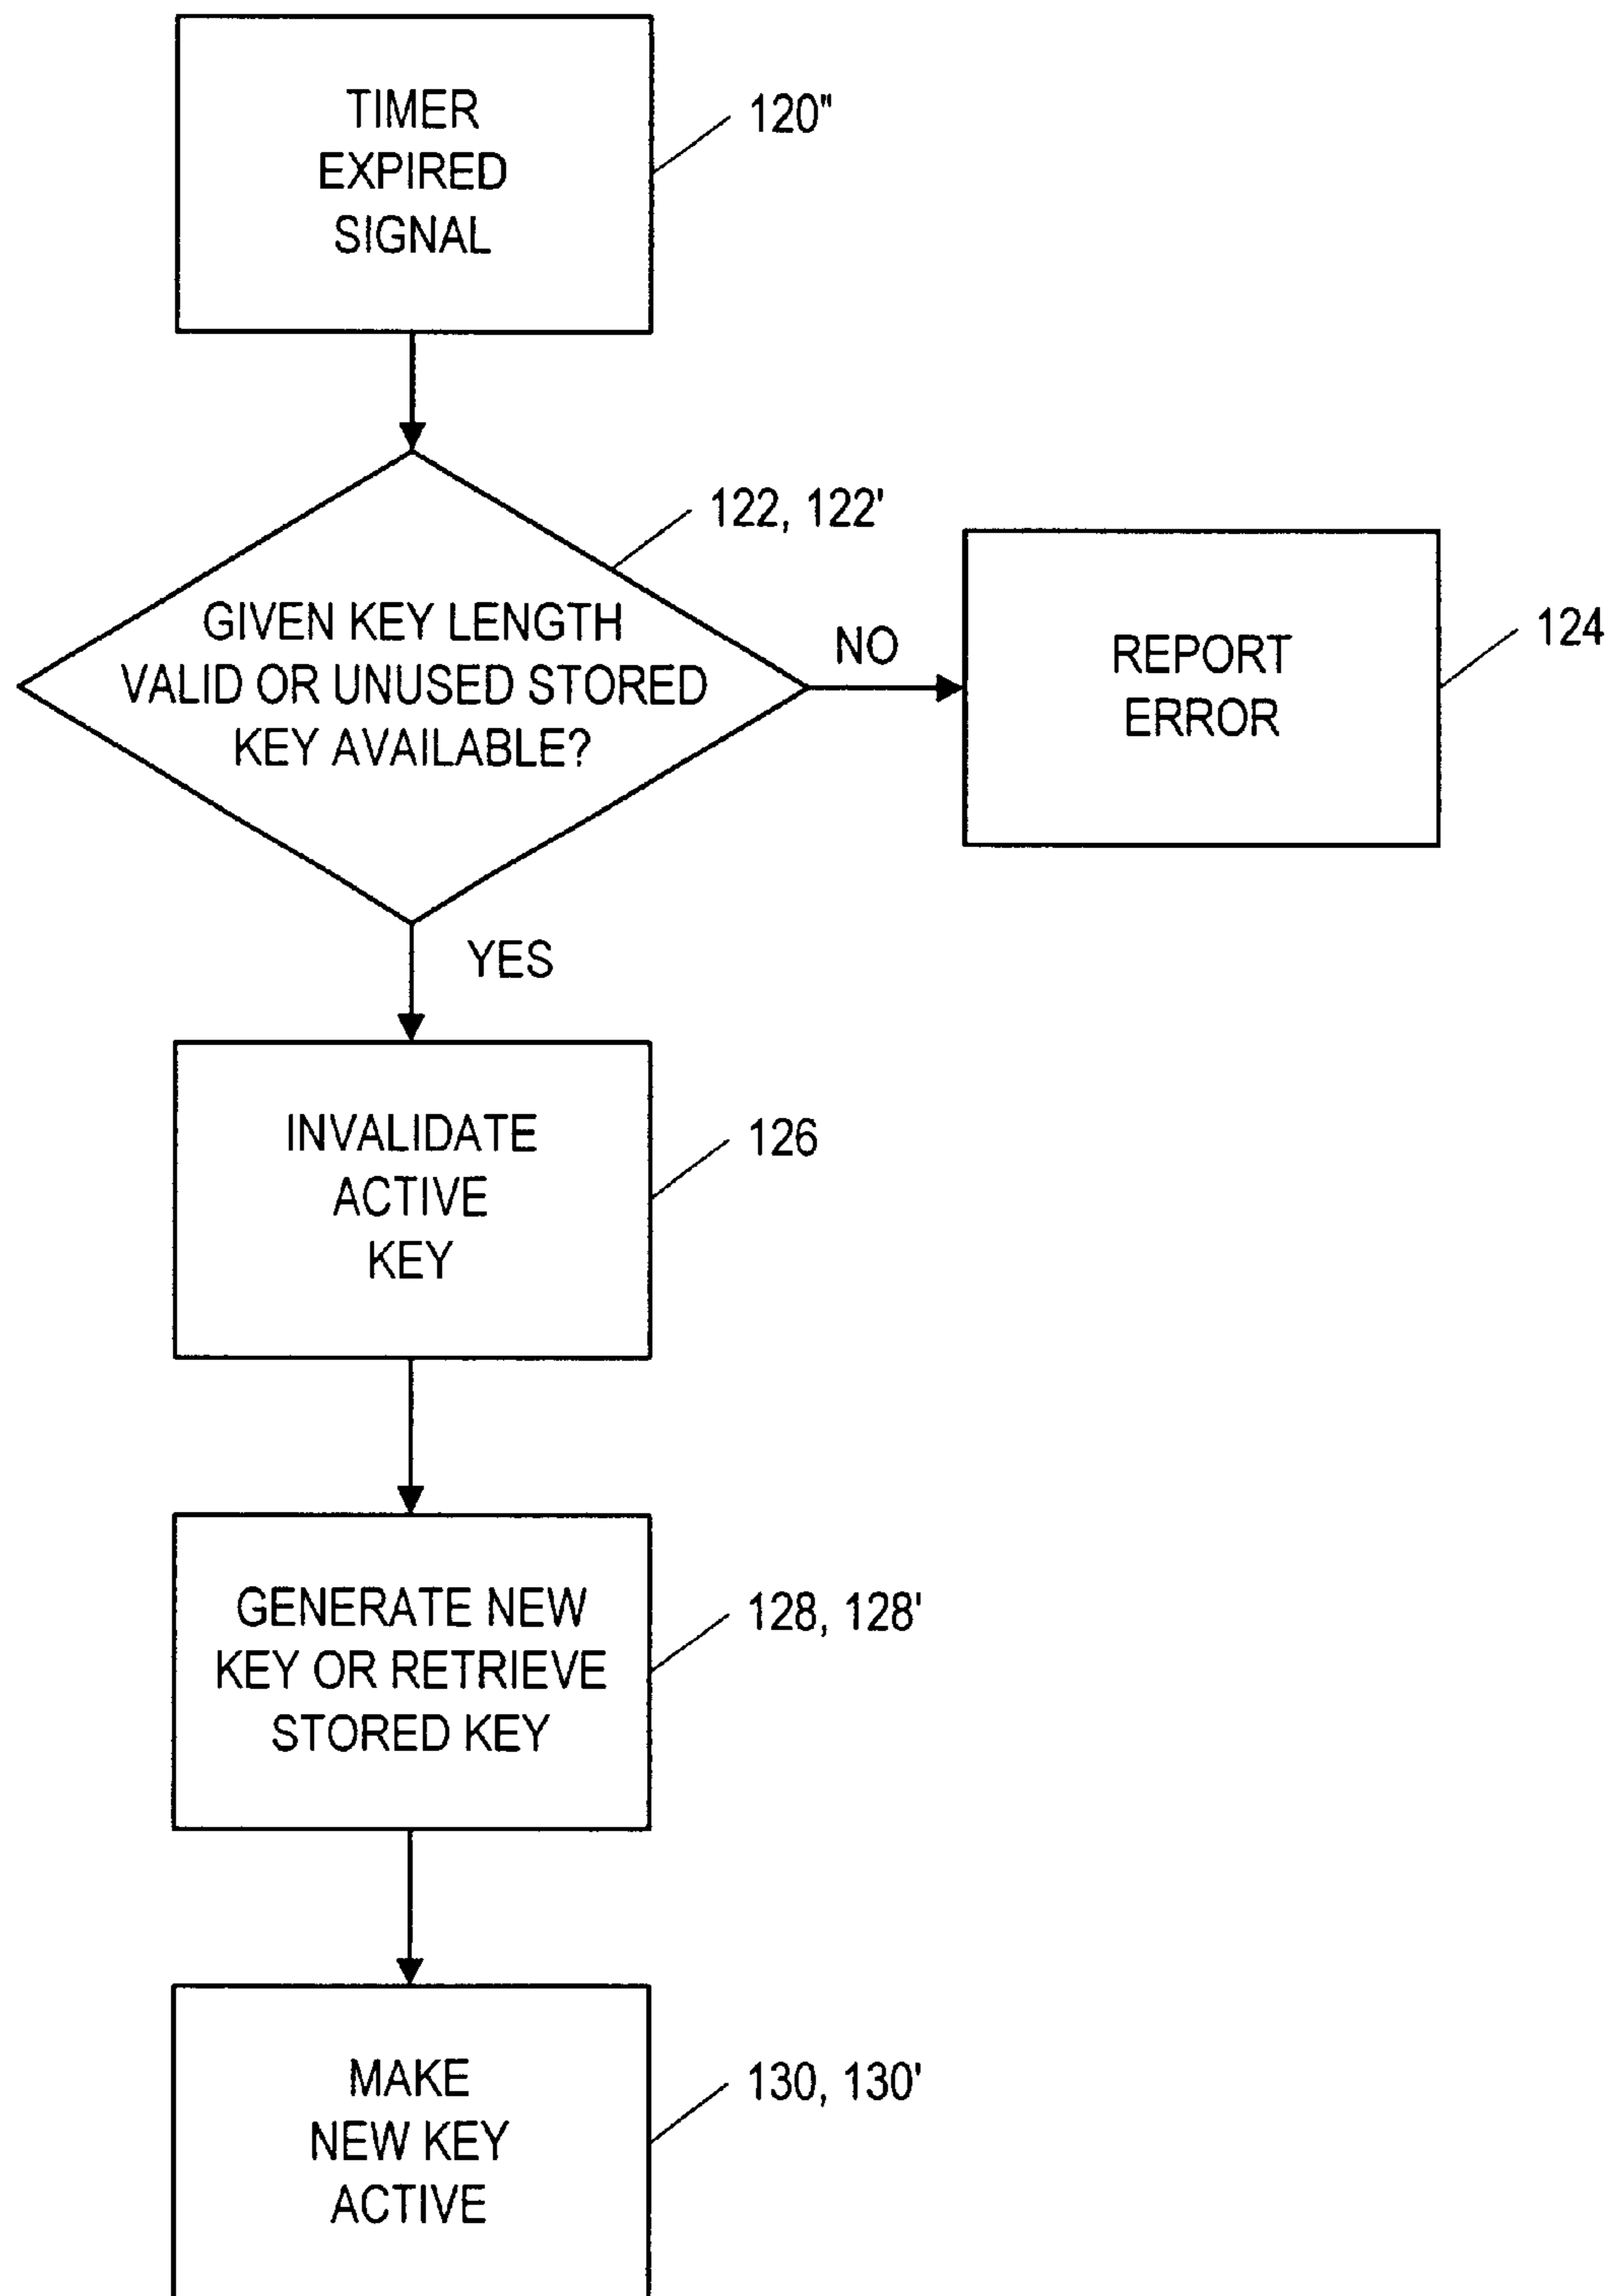 TIMER
EXPIRED
SIGNAL
120"
122, 122'
GIVEN KEY LENGTH
VALID OR UNUSED STORED
KEY AVAILABLE?
NO
REPORT
ERROR
124
YES
INVALIDATE
ACTIVE
KEY
126
GENERATE NEW
KEY OR RETRIEVE
STORED KEY
128, 128'
MAKE
NEW KEY
ACTIVE
130, 130'